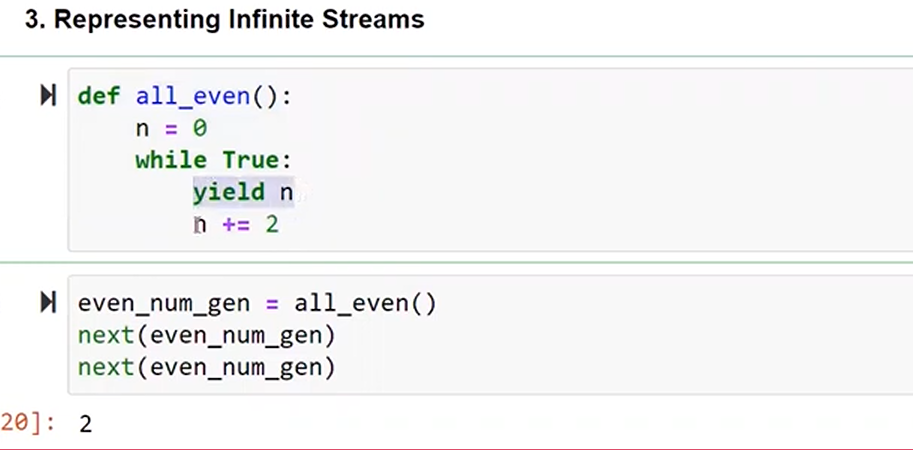 3. Representing Infinite Streams
def all_even():
    n = 0
    while True:
        yield n
        n += 2
even_num_gen = all_even()
next(even_num_gen)
next(even_num_gen)
20]: 2